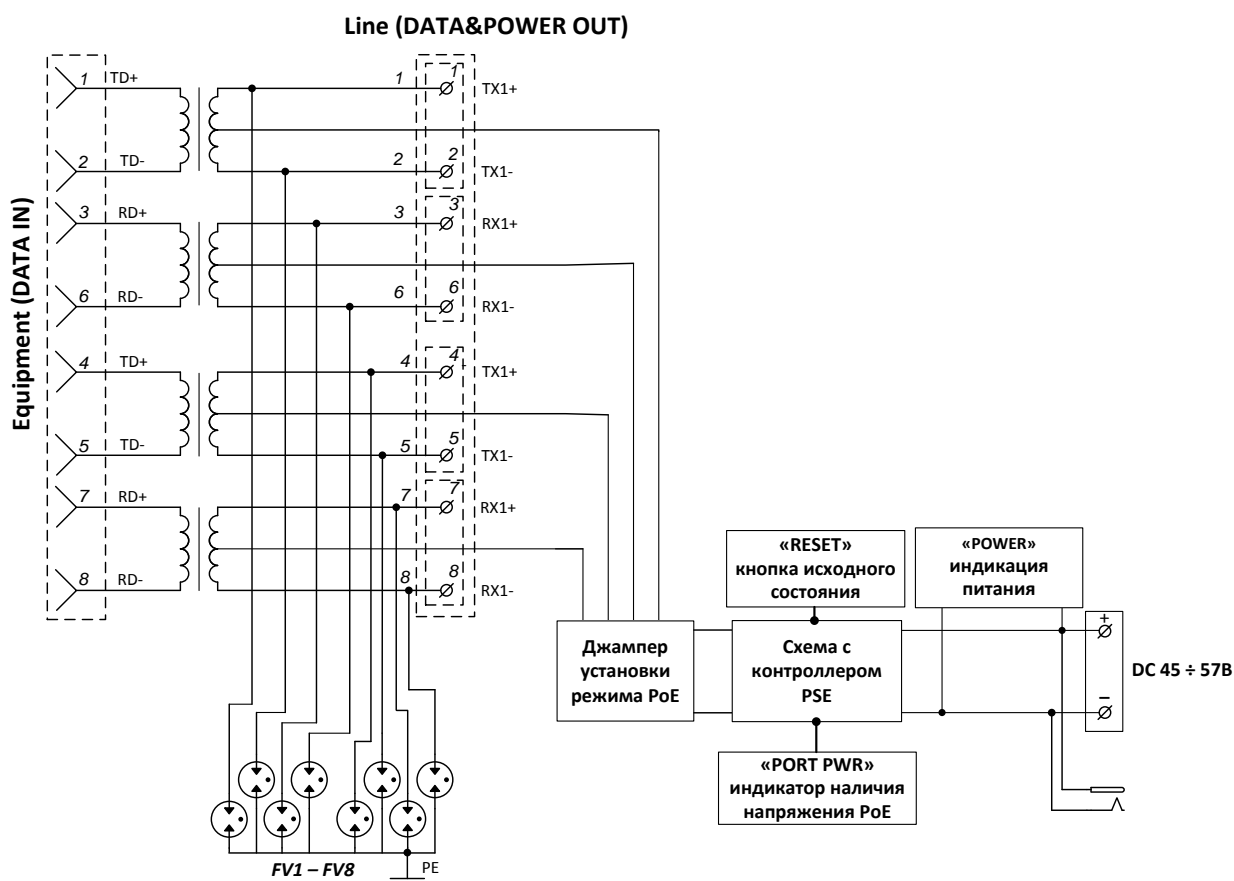 Line (DATA&POWER OUT)
Equipment (DATA IN)
1 TD+ 1 1 TX1+
2 TD- 2 2 TX1-
3 RD+ 3 3 RX1+
6 RD- 6 6 RX1-
4 TD+ 4 4 TX1+
5 TD- 5 5 TX1-
7 RD+ 7 7 RX1+
8 RD- 8 8 RX1-
«RESET»
кнопка исходного
состояния
«POWER»
индикация
питания
Джампер
установки
режима PoE
Схема с
контроллером
PSE
+
−
DC 45 ÷ 57В
«PORT PWR»
индикатор наличия
напряжения PoE
FV1 – FV8
PE